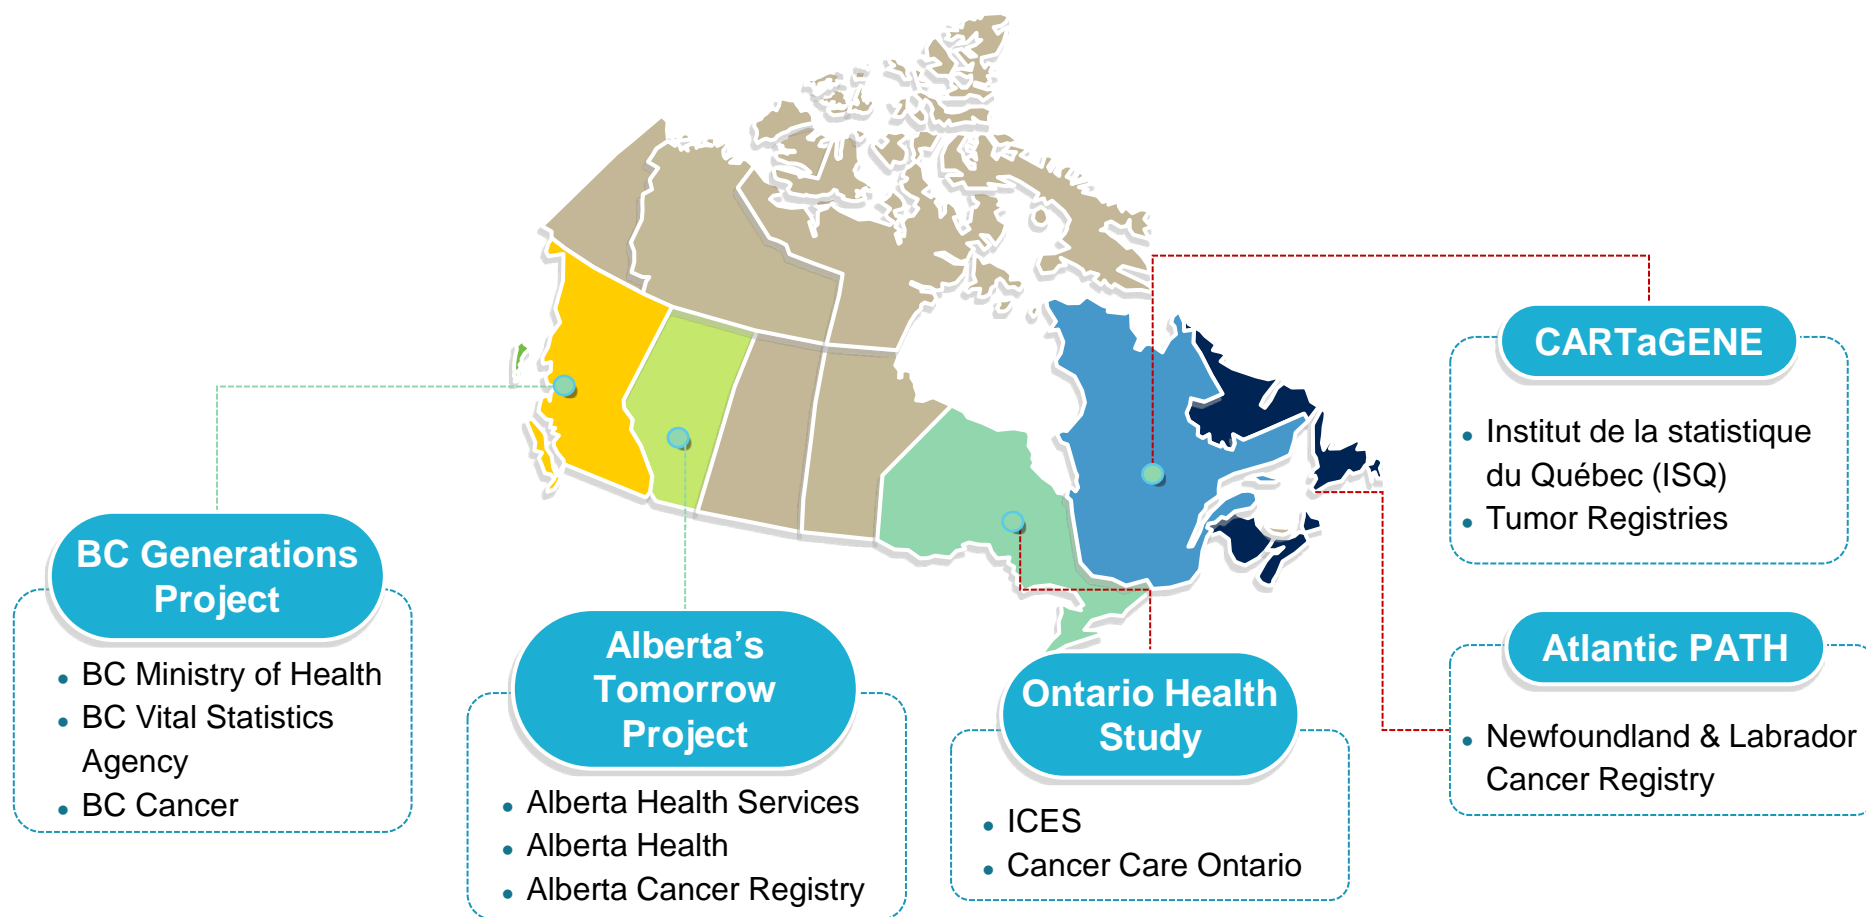 BC Generations
Project
• BC Ministry of Health
• BC Vital Statistics
Agency
• BC Cancer
Alberta’s
Tomorrow
Project
• Alberta Health Services
• Alberta Health
• Alberta Cancer Registry
Ontario Health
Study
• ICES
• Cancer Care Ontario
CARTaGENE
• Institut de la statistique
du Québec (ISQ)
• Tumor Registries
Atlantic PATH
• Newfoundland & Labrador
Cancer Registry